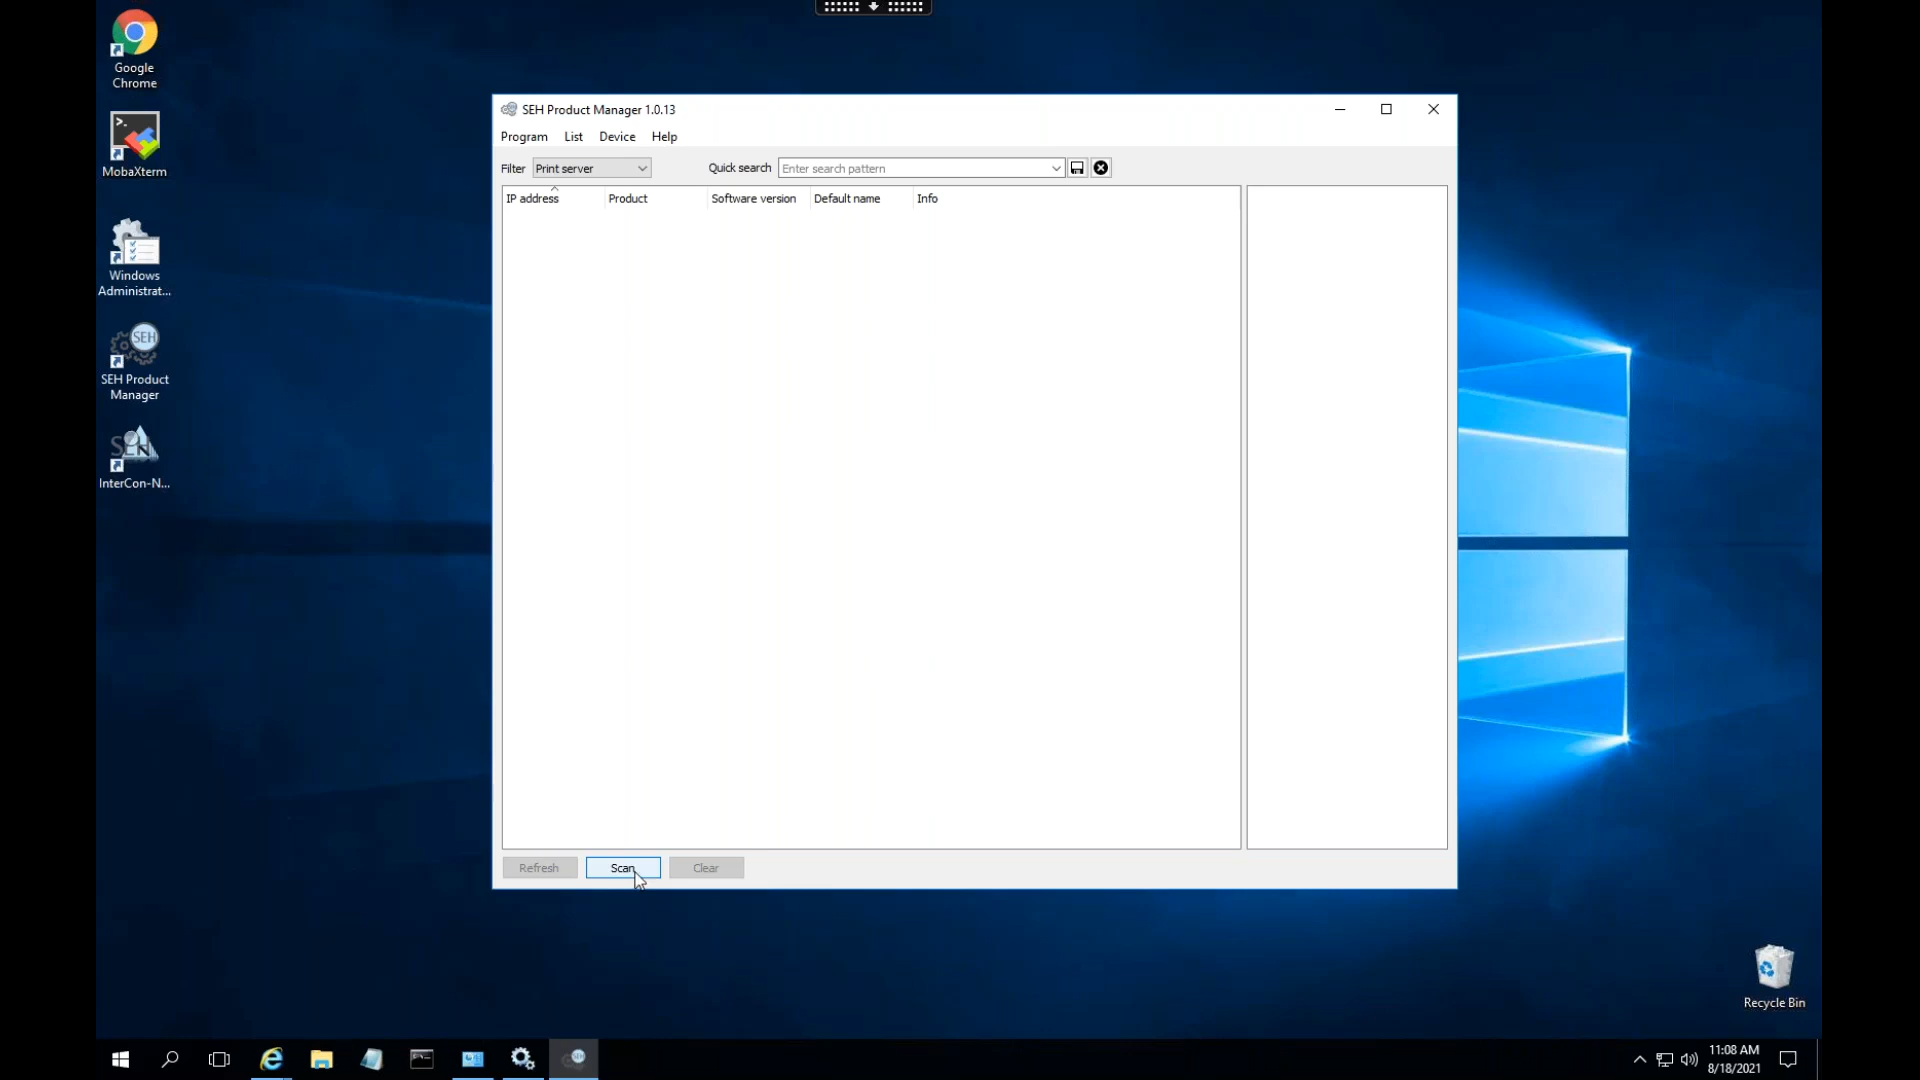 Google
Chrome
MobaXterm
Windows
Administrat...
SEH
SEH Product
Manager
SEH
InterCon-N...
SEH Product Manager 1.0.13
Program List Device Help
Filter Print server Quick search Enter search pattern
IP address Product Software version Default name Info
Refresh Scan Clear
Recycle Bin
11:08 AM
8/18/2021